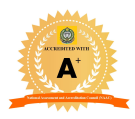 ACCREDITED WITH
A+
National Assessment and Accreditation Council (NAAC)